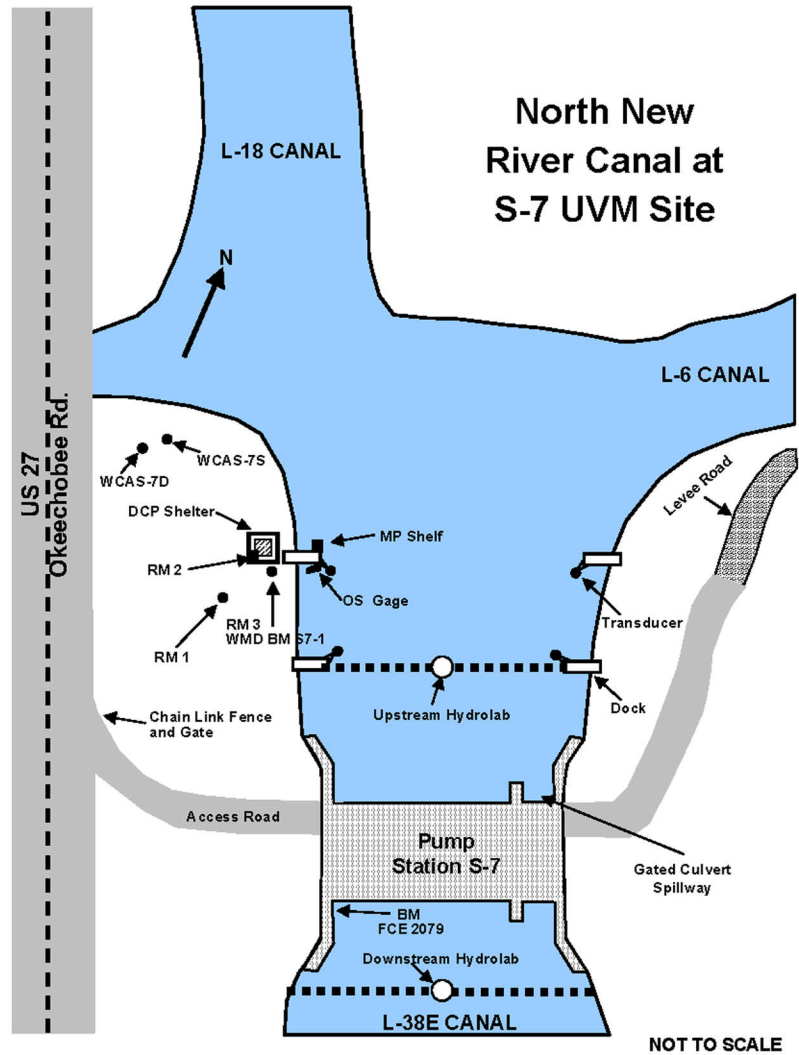 North New
River Canal at
S-7 UVM Site
L-18 CANAL
N
L-6 CANAL
US 27
Okeechobee Rd.
WCAS-7S
WCAS-7D
DCP Shelter
MP Shelf
Levee Road
RM 2
OS Gage
Transducer
RM 3
WMD BM S7-1
RM 1
Dock
Chain Link Fence
and Gate
Upstream Hydrolab
Access Road
Pump
Station S-7
Gated Culvert
Spillway
BM
FCE 2079
Downstream Hydrolab
L-38E CANAL
NOT TO SCALE